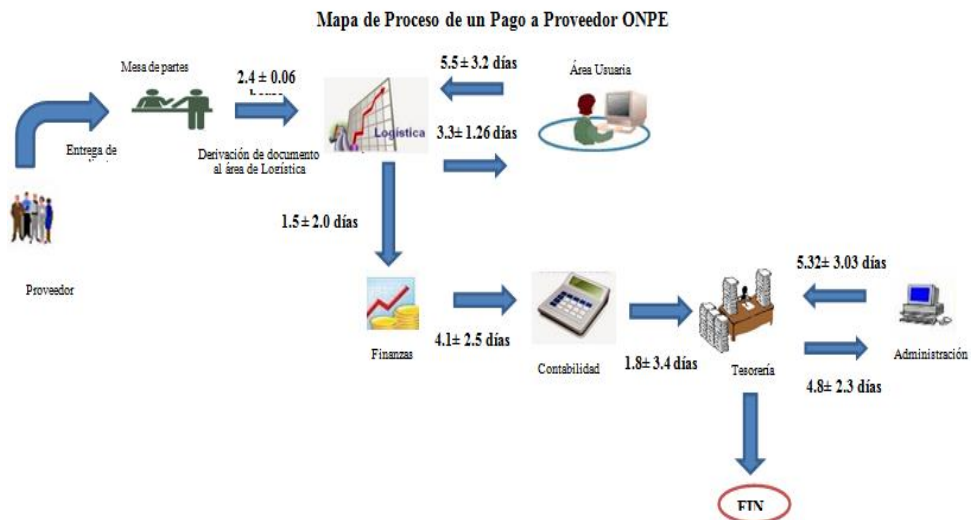 Mapa de Proceso de un Pago a Proveedor ONPE
Mesa de partes
2.4 ± 0.06
Entrega de
Derivación de documento
al área de Logística
Proveedor
Logística
5.5± 3.2 días
3.3± 1.26 días
Área Usuaria
1.5± 2.0 días
Finanzas
4.1± 2.5 días
Contabilidad
1.8± 3.4 días
Tesorería
5.32± 3.03 días
4.8± 2.3 días
Administración
FIN